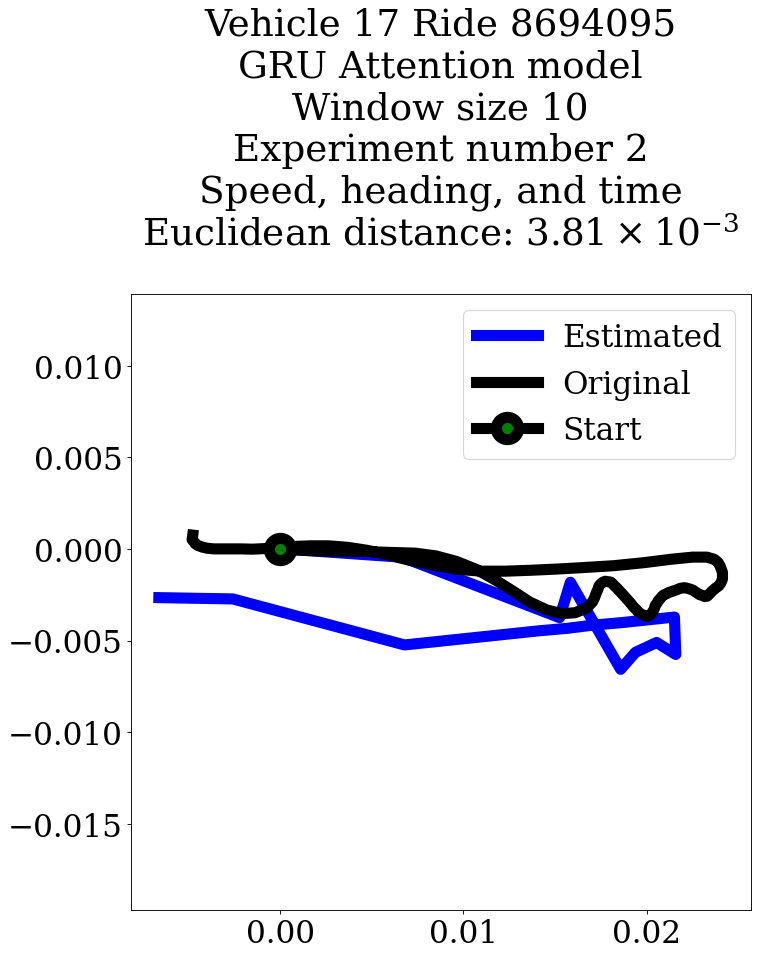 Vehicle 17 Ride 8694095
GRU Attention model
Window size 10
Experiment number 2
Speed, heading, and time
Euclidean distance: 3.81 × 10⁻³
Estimated
Original
Start
0.010
0.005
0.000
−0.005
−0.010
−0.015
0.00 0.01 0.02